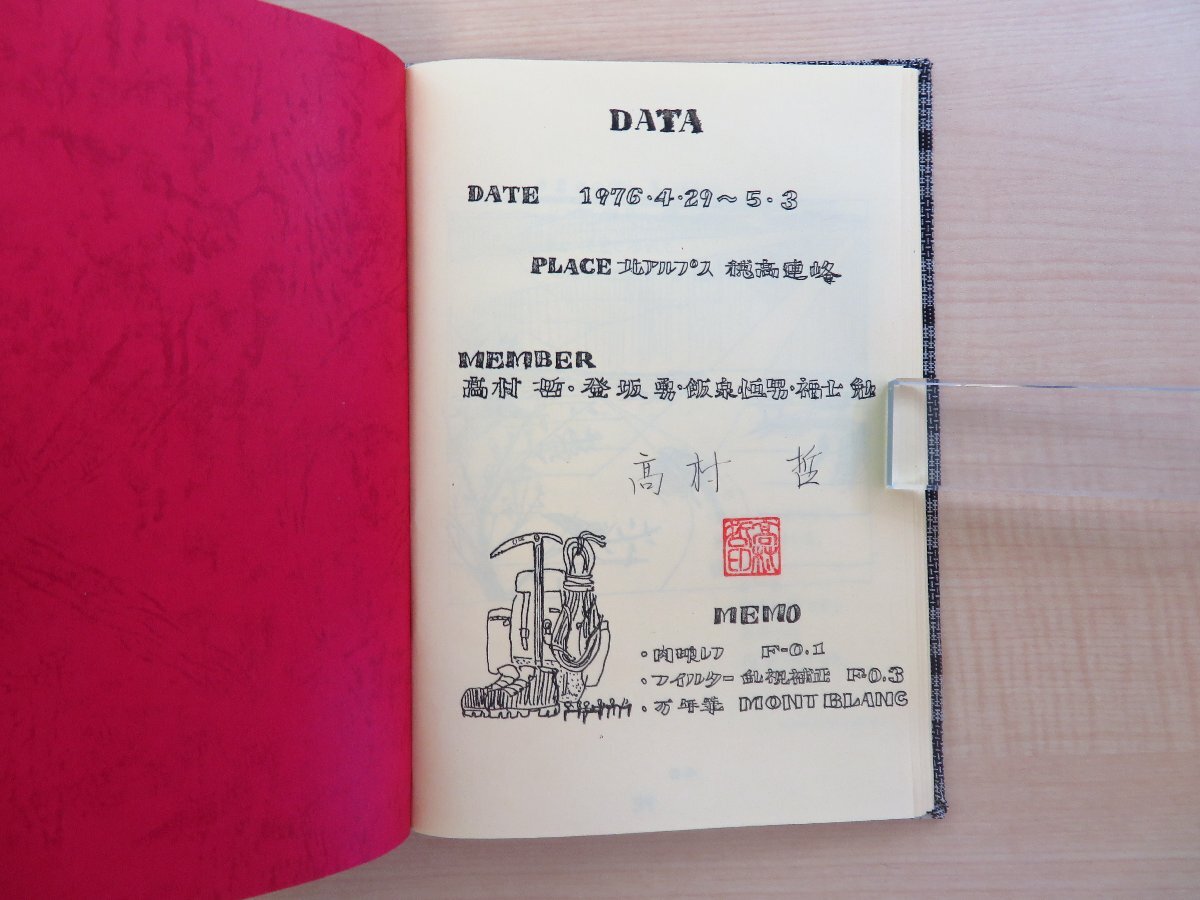 DATA
DATE 1976・4・29～5・3
PLACE 北アルプス 穂高連峰
MEMBER
高村 哲・登坂 勇・飯泉恒男・福士 勉
高村 哲
MEMO
・肉眼レフ F-0.1
・フイルター 乱視補正 F0.3
・万年筆 MONT BLANC